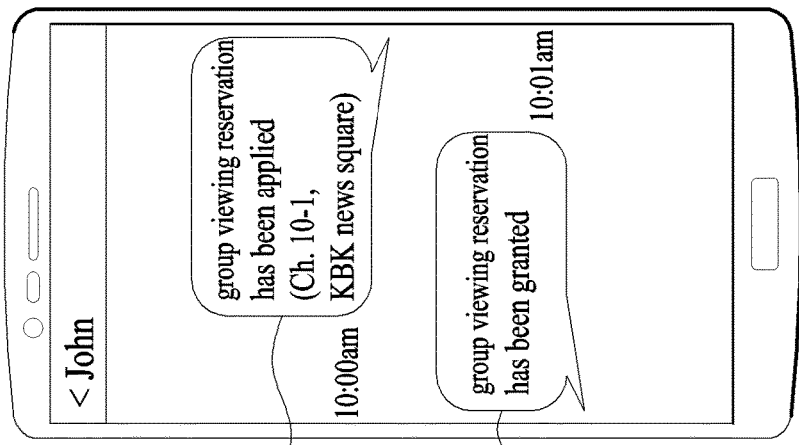 < John
group viewing reservation
has been applied
(Ch. 10-1,
KBK news square)
10:00am
group viewing reservation
has been granted
10:01am